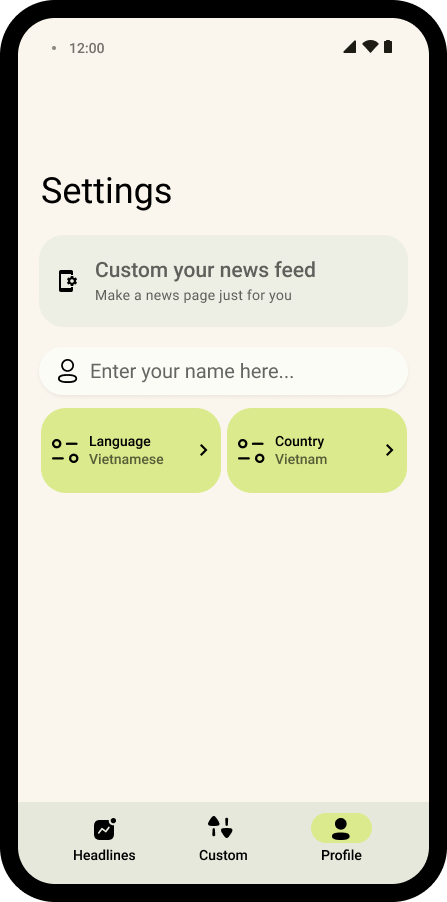 12:00
Settings
Custom your news feed
Make a news page just for you
Enter your name here...
Language
Vietnamese
Country
Vietnam
Headlines
Custom
Profile